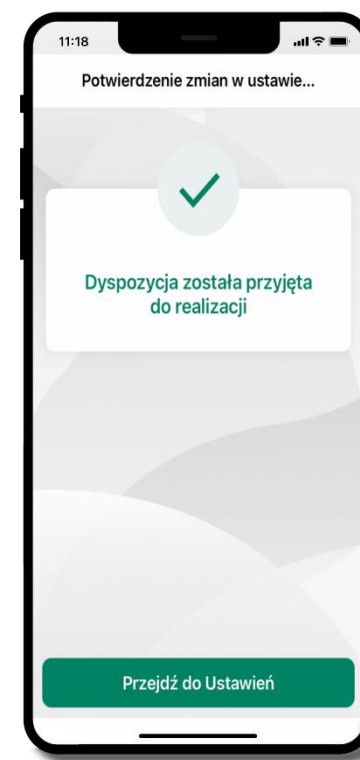 11:18
Potwierdzenie zmian w ustawie...
Dyspozycja została przyjęta
do realizacji
Przejdź do Ustawień